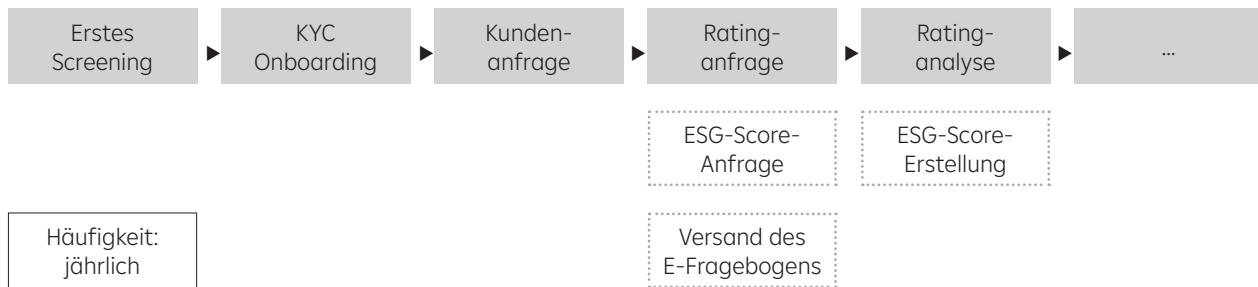 Erstes
Screening
KYC
Onboarding
Kunden-
anfrage
Rating-
anfrage
Rating-
analyse
...
ESG-Score-
Anfrage
ESG-Score-
Erstellung
Häufigkeit:
jährlich
Versand des
E-Fragebogens